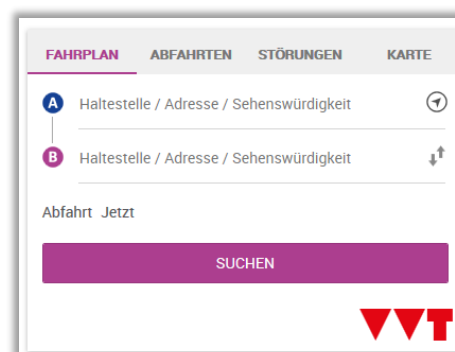 FAHRPLAN ABFAHRTEN STÖRUNGEN KARTE
A Haltestelle / Adresse / Sehenswürdigkeit
B Haltestelle / Adresse / Sehenswürdigkeit
Abfahrt Jetzt
SUCHEN
VVT